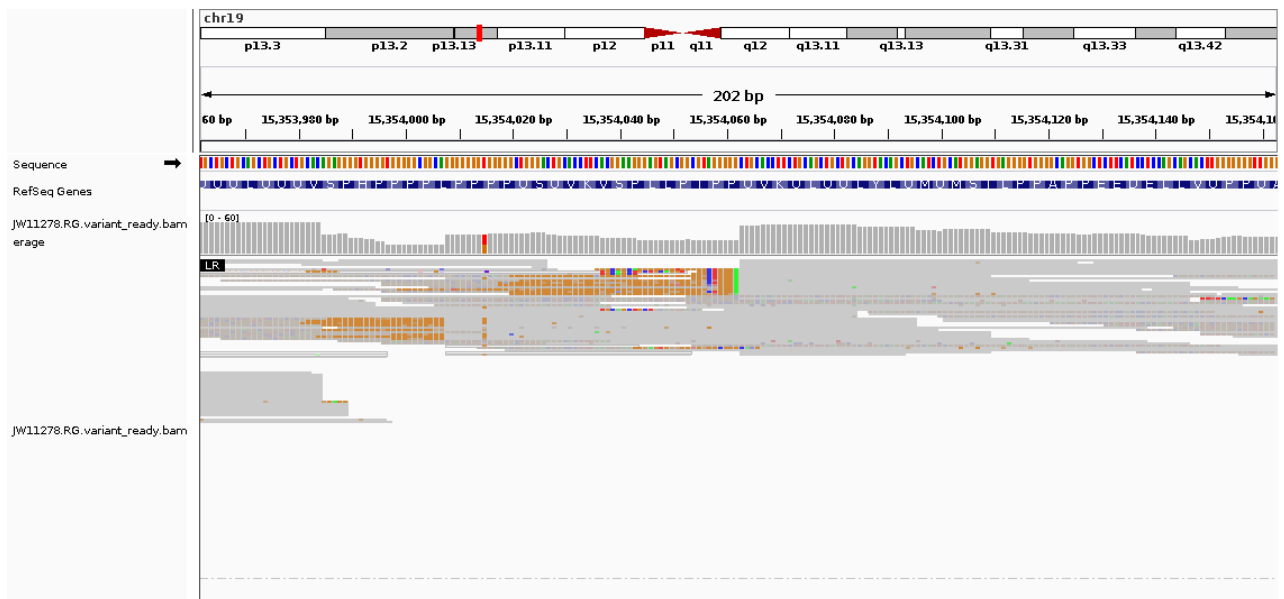 chr19
p13.3 p13.2 p13.13 p13.11 p12 p11 q11 q12 q13.11 q13.13 q13.31 q13.33 q13.42
202 bp
60 bp 15,353,980 bp 15,354,000 bp 15,354,020 bp 15,354,040 bp 15,354,060 bp 15,354,080 bp 15,354,100 bp 15,354,120 bp 15,354,140 bp 15,354,1
Sequence
RefSeq Genes
[0 - 60]
JW11278.RG.variant_ready.bam
erage
LR
JW11278.RG.variant_ready.bam